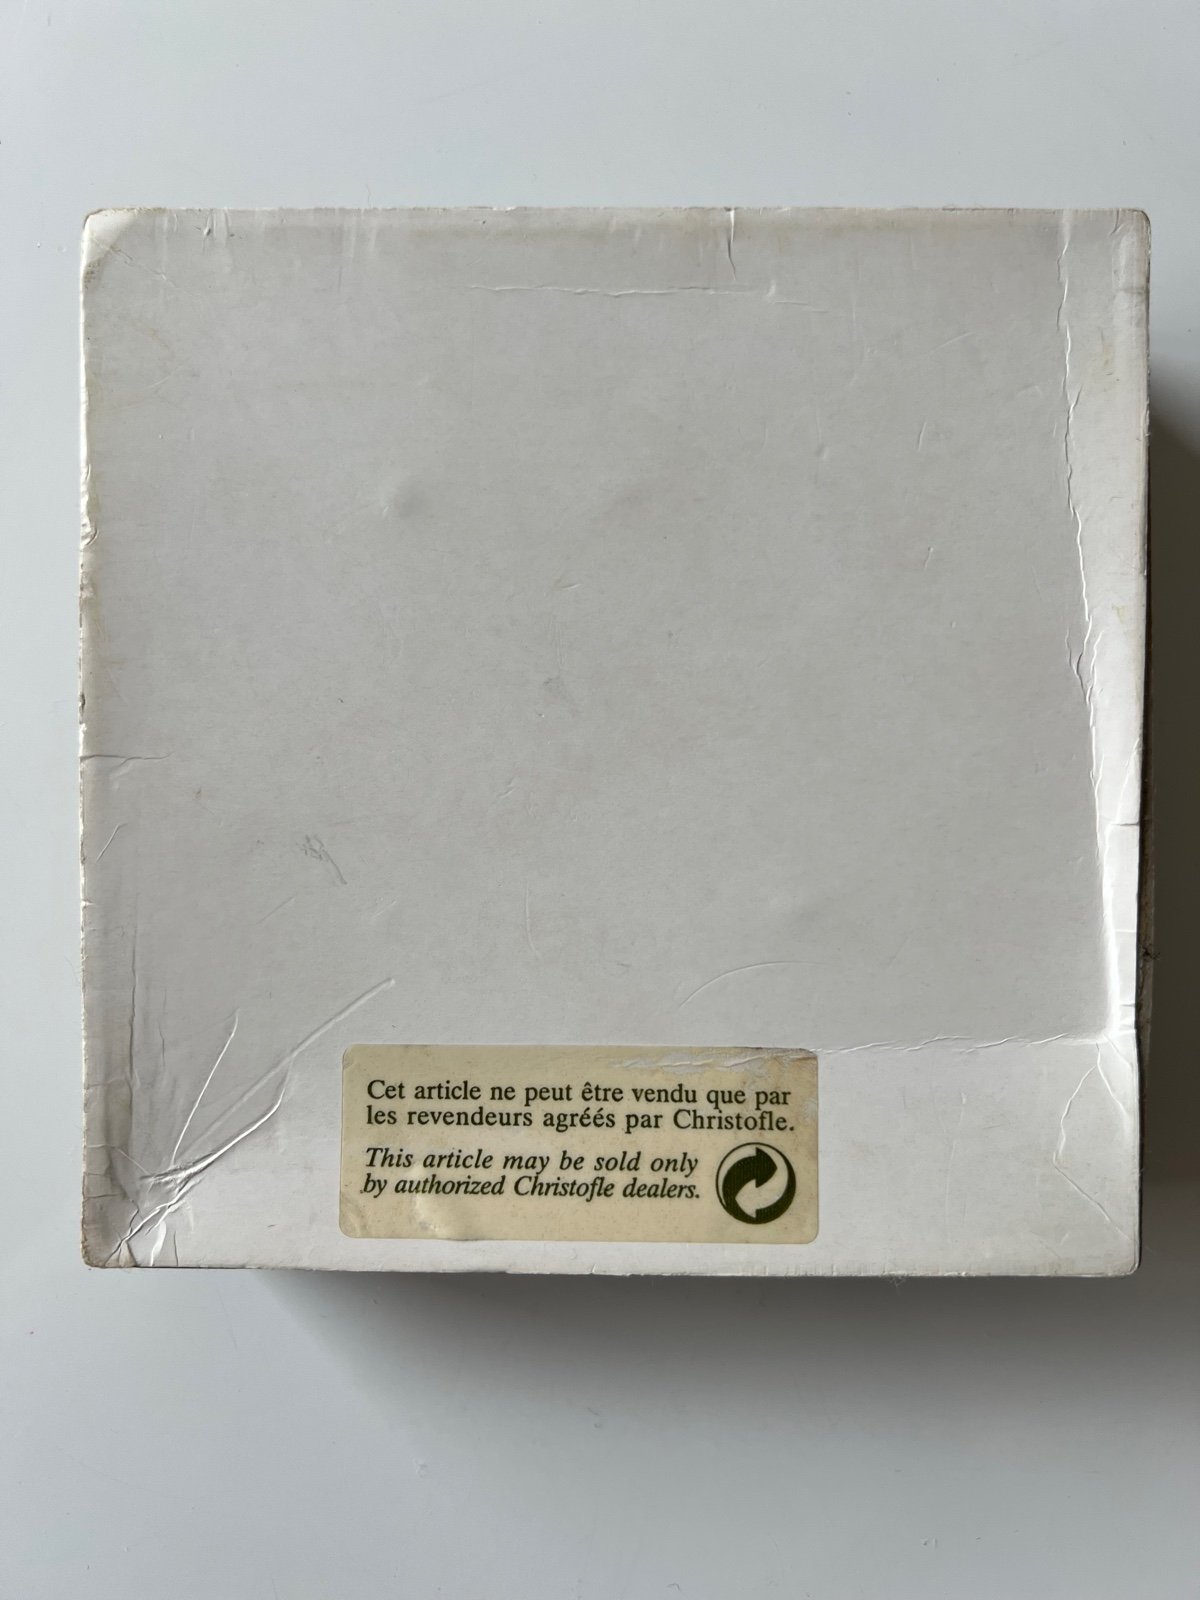 Cet article ne peut être vendu que par
les revendeurs agréés par Christofle.
This article may be sold only
by authorized Christofle dealers.